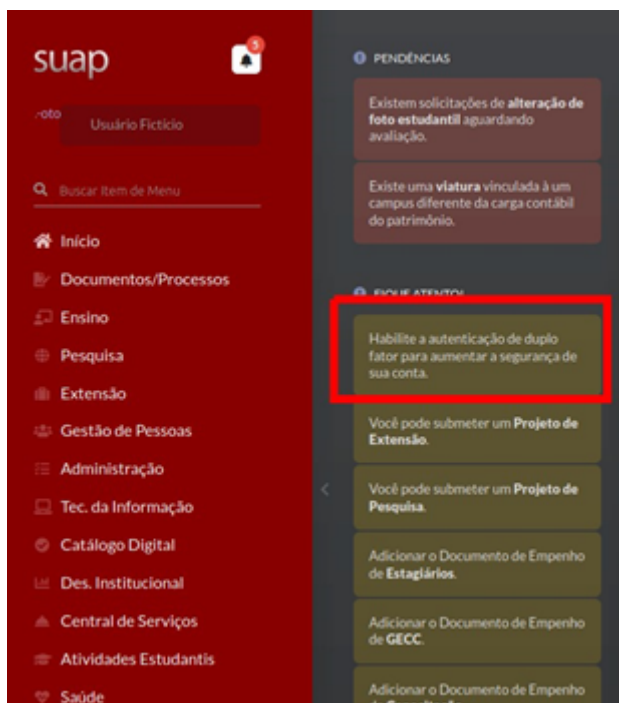 suap
5
Usuário Fictício
Buscar Item de Menu
Início
Documentos/Processos
Ensino
Pesquisa
Extensão
Gestão de Pessoas
Administração
Tec. da Informação
Catálogo Digital
Des. Institucional
Central de Serviços
Atividades Estudantis
Saúde
PENDÊNCIAS
Existem solicitações de alteração de
foto estudantil aguardando
avaliação.
Existe uma viatura vinculada à um
campus diferente da carga contábil
do patrimônio.
FIQUE ATENTO!
Habilite a autenticação de duplo
fator para aumentar a segurança de
sua conta.
Você pode submeter um Projeto de
Extensão.
Você pode submeter um Projeto de
Pesquisa.
Adicionar o Documento de Empenho
de Estagiários.
Adicionar o Documento de Empenho
de GECC.
Adicionar o Documento de Empenho